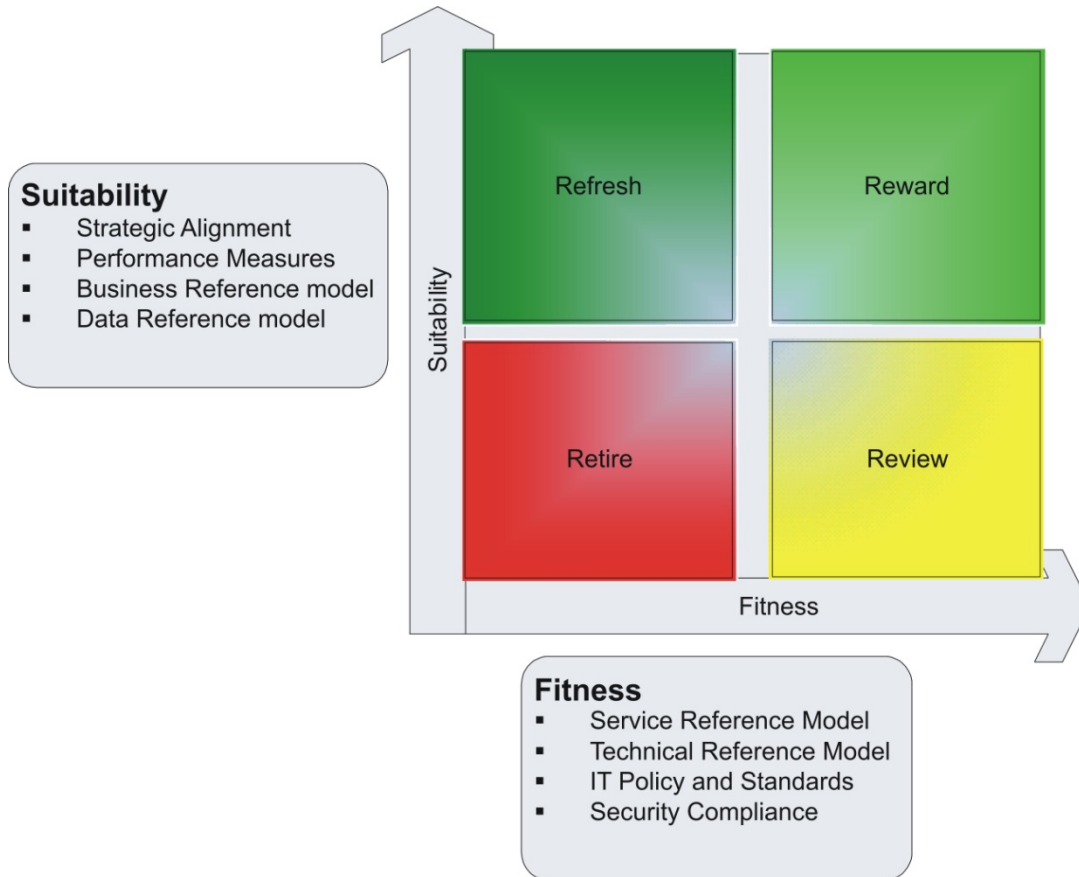 Refresh
Reward
Suitability
▪ Strategic Alignment
▪ Performance Measures
▪ Business Reference model
▪ Data Reference model
Suitability
Retire
Review
Fitness
Fitness
▪ Service Reference Model
▪ Technical Reference Model
▪ IT Policy and Standards
▪ Security Compliance